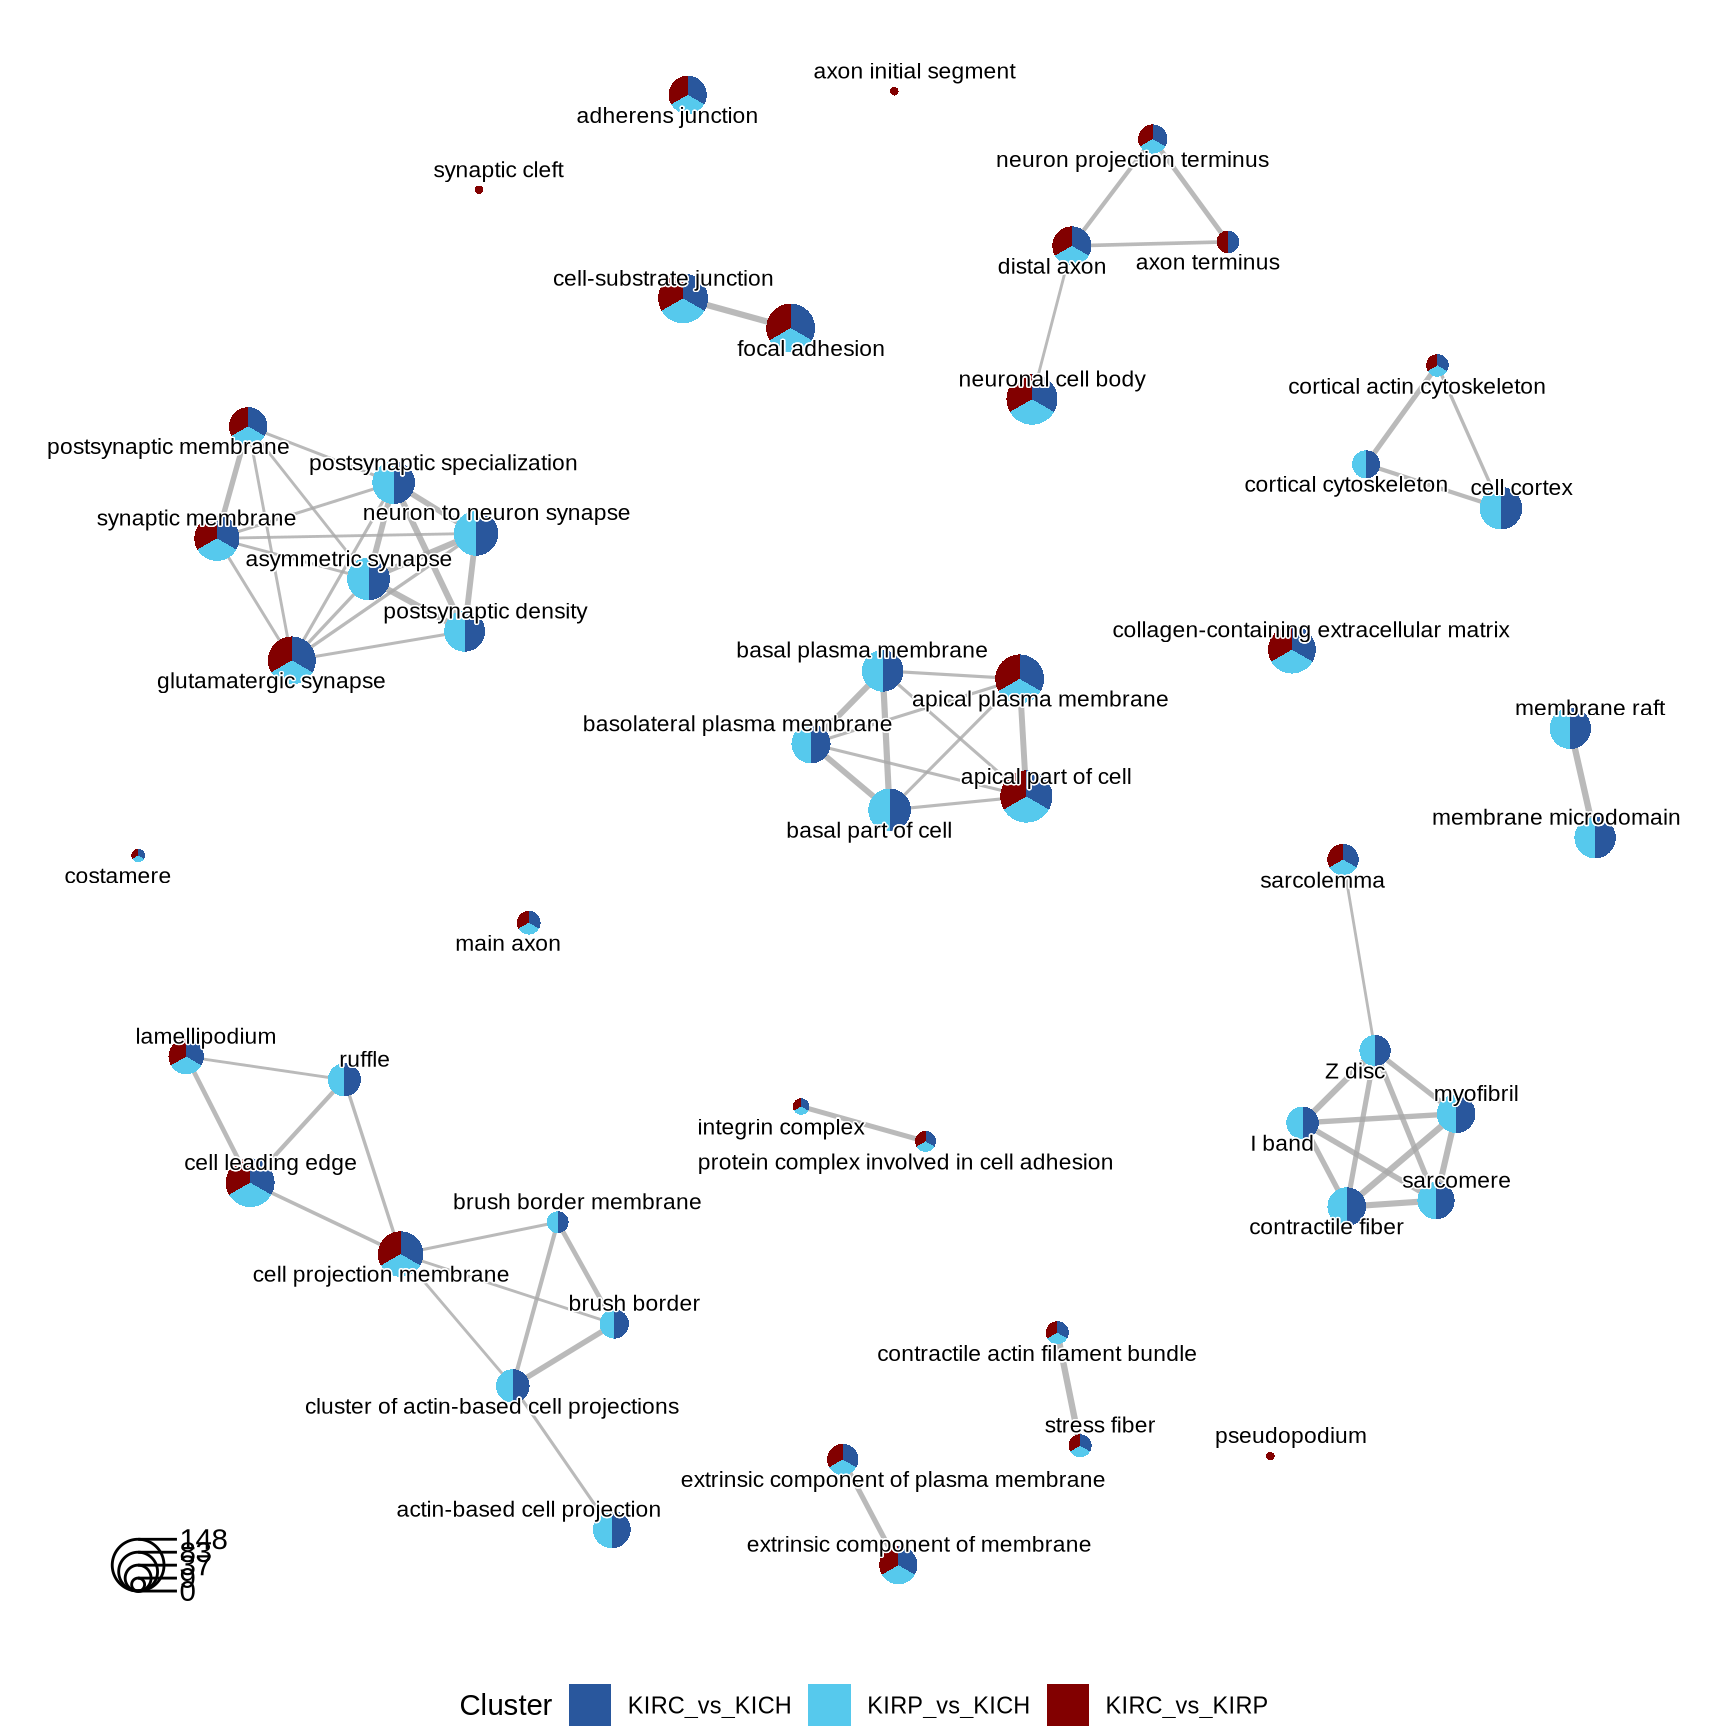 axon initial segment
adherens junction
neuron projection terminus
synaptic cleft
axon terminus
distal axon
cell-substrate junction
focal adhesion
neuronal cell body
cortical actin cytoskeleton
postsynaptic membrane
postsynaptic specialization
cortical cytoskeleton
cell cortex
neuron to neuron synapse
synaptic membrane
asymmetric synapse
postsynaptic density
collagen-containing extracellular matrix
basal plasma membrane
glutamatergic synapse
apical plasma membrane
membrane raft
basolateral plasma membrane
apical part of cell
membrane microdomain
basal part of cell
costamere
sarcolemma
main axon
lamellipodium
ruffle
Z disc
myofibril
integrin complex
I band
protein complex involved in cell adhesion
cell leading edge
sarcomere
brush border membrane
contractile fiber
cell projection membrane
brush border
contractile actin filament bundle
cluster of actin-based cell projections
stress fiber
pseudopodium
extrinsic component of plasma membrane
actin-based cell projection
extrinsic component of membrane
148
83
37
9
0
Cluster KIRC_vs_KICH KIRP_vs_KICH KIRC_vs_KIRP